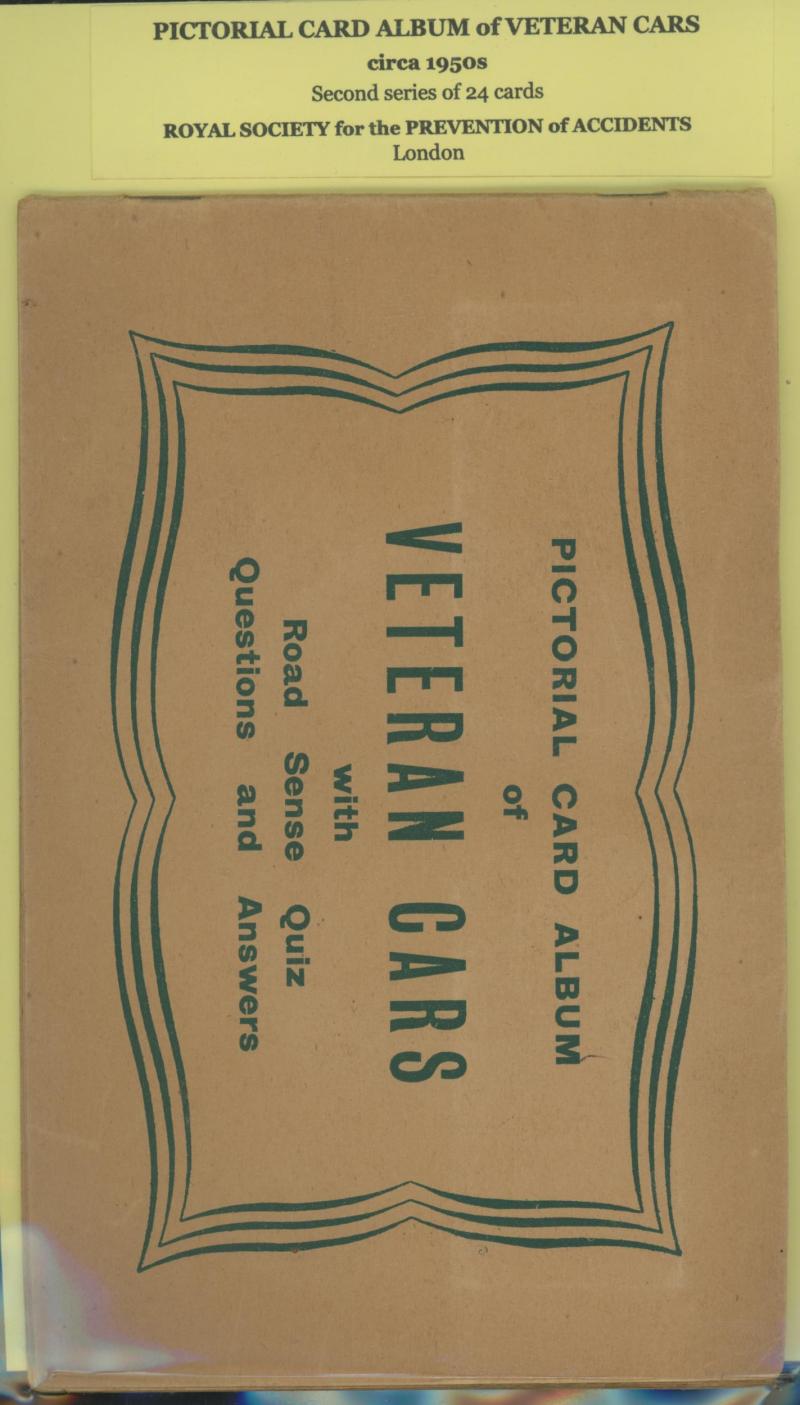 PICTORIAL CARD ALBUM of VETERAN CARS
circa 1950s
Second series of 24 cards
ROYAL SOCIETY for the PREVENTION of ACCIDENTS
London
PICTORIAL CARD ALBUM
of
VETERAN CARS
with
Road Sense Quiz
Questions and Answers